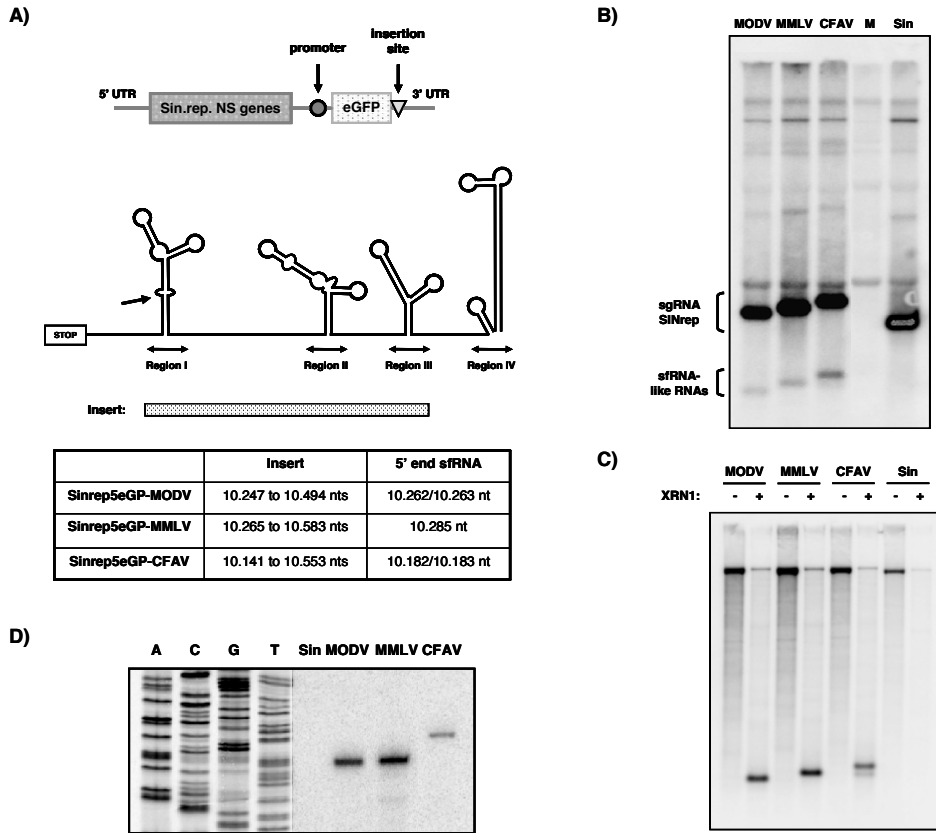 A)
promoter
insertion
site
5' UTR
Sin.rep. NS genes
eGFP
3' UTR
STOP
Region I
Region II
Region III
Region IV
Insert:
Insert
5' end sfRNA
Sinrep5eGP-MODV
10.247 to 10.494 nts
10.262/10.263 nt
Sinrep5eGP-MMLV
10.265 to 10.583 nts
10.285 nt
Sinrep5eGP-CFAV
10.141 to 10.553 nts
10.182/10.183 nt
B)
MODV MMLV CFAV M Sin
sgRNA
SINrep
sfRNA-
like RNAs
C)
MODV MMLV CFAV Sin
XRN1: - + - + - + - +
D)
A C G T Sin MODV MMLV CFAV